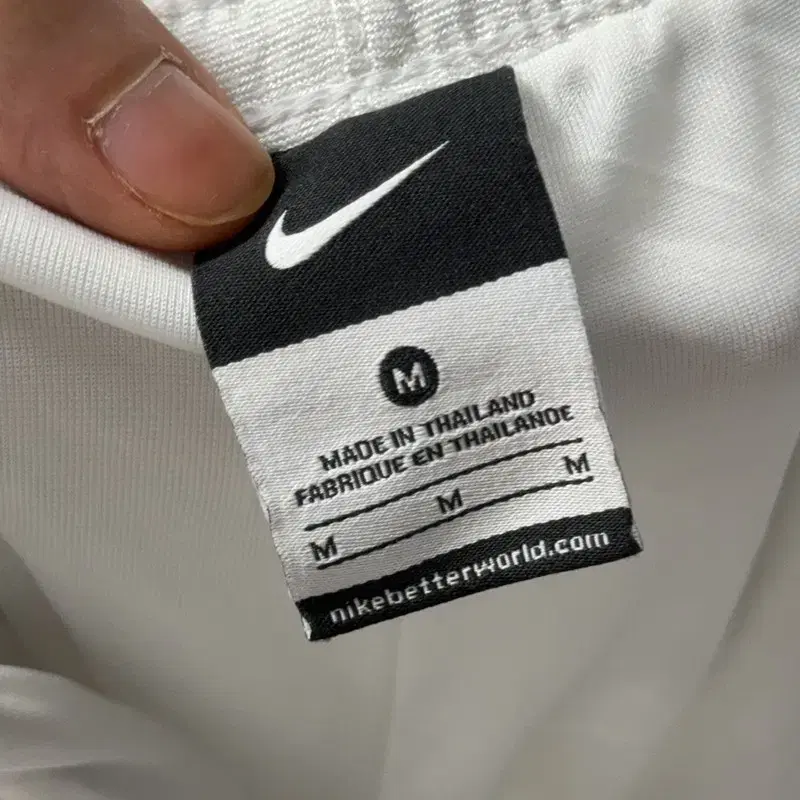 M
MADE IN THAILAND
FABRIQUE EN THAILANDE
M M M
nikebetterworld.com